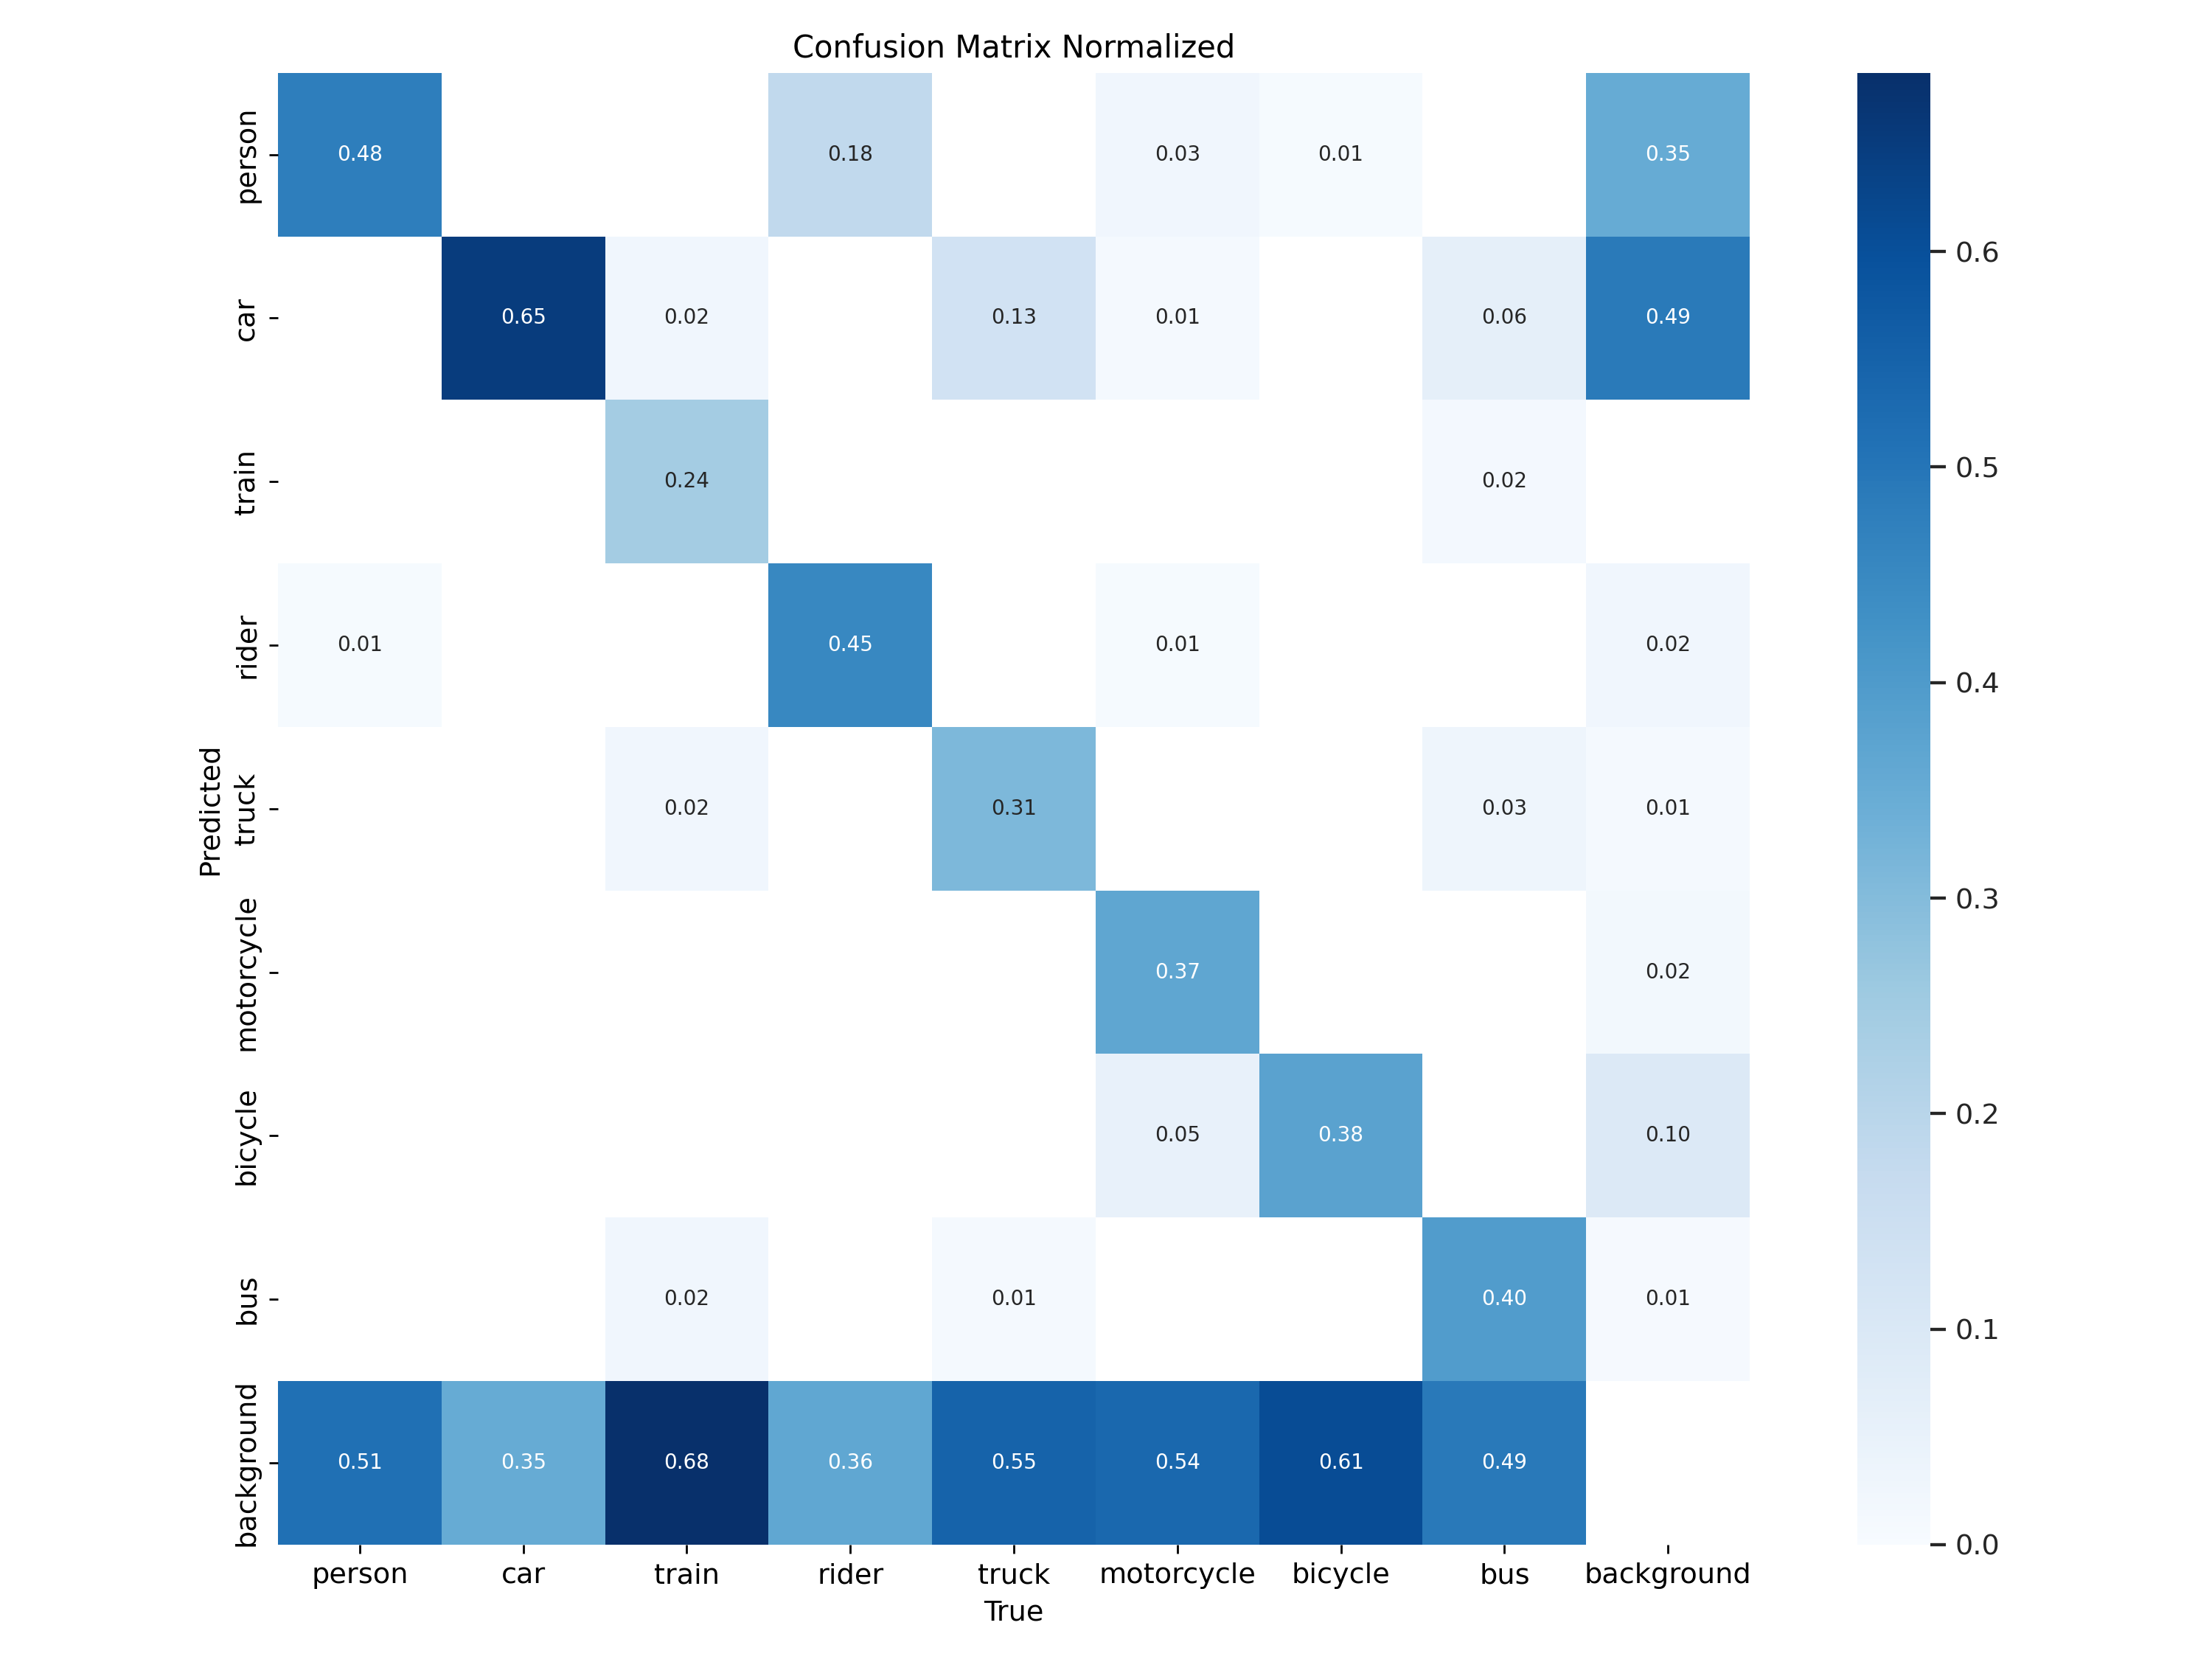 Confusion Matrix Normalized
person 0.48 0.18 0.03 0.01 0.35
car 0.65 0.02 0.13 0.01 0.06 0.49
train 0.24 0.02
rider 0.01 0.45 0.01 0.02
truck 0.02 0.31 0.03 0.01
motorcycle 0.37 0.02
bicycle 0.05 0.38 0.10
bus 0.02 0.01 0.40 0.01
background 0.51 0.35 0.68 0.36 0.55 0.54 0.61 0.49
Predicted
person car train rider truck motorcycle bicycle bus background
True
0.6
0.5
0.4
0.3
0.2
0.1
0.0